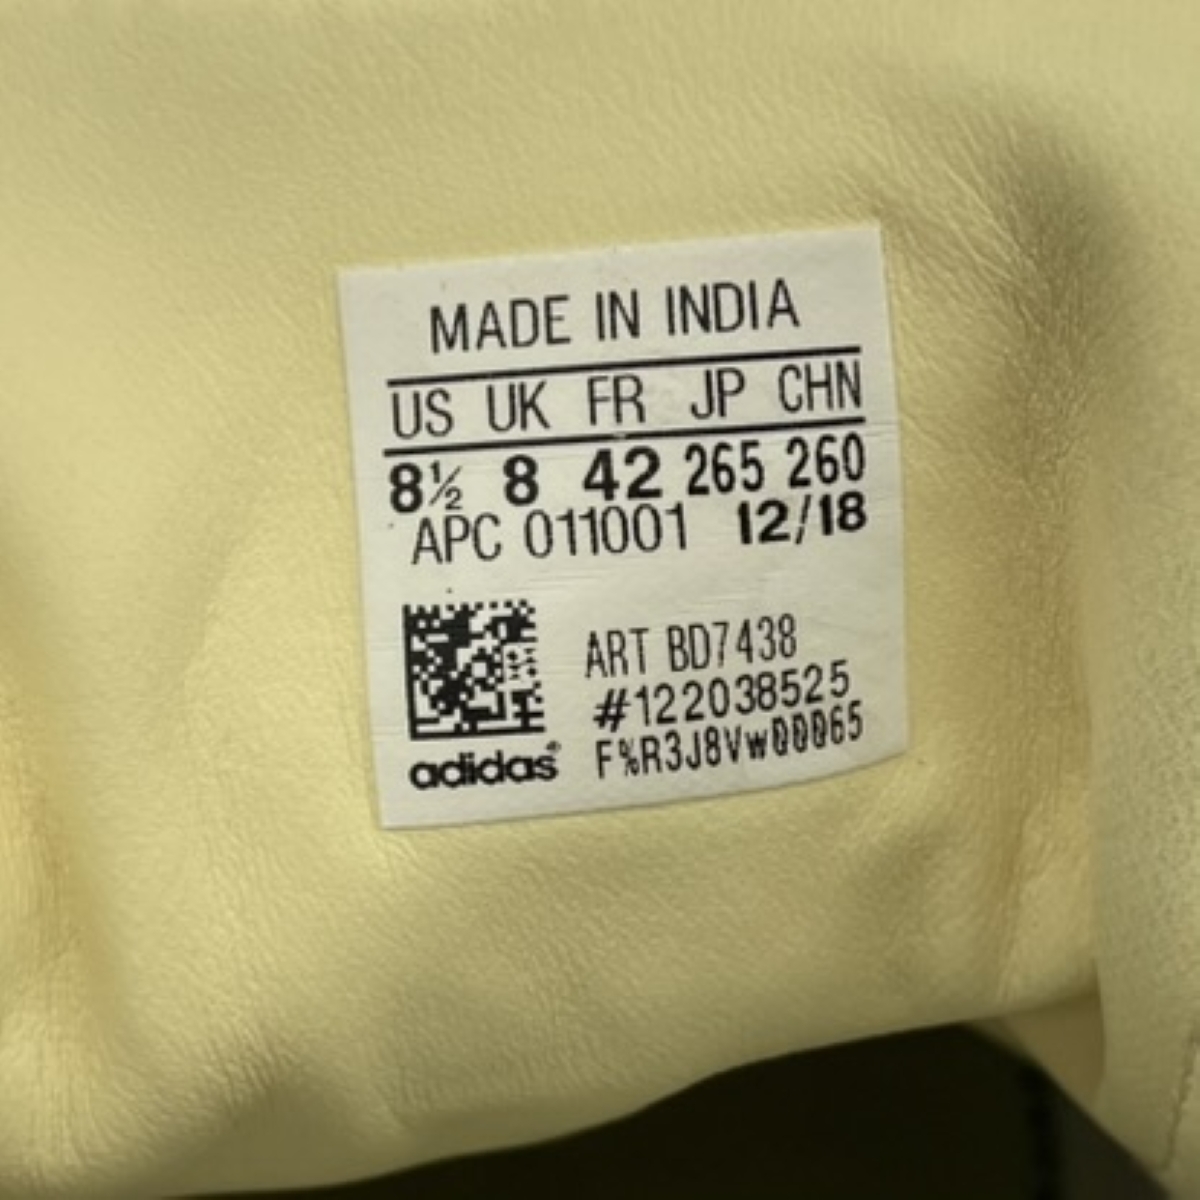 MADE IN INDIA
US UK FR JP CHN
8½ 8 42 265 260
APC 011001 12/18
ART BD7438
#122038525
F%R3J8Vw00065
adidas®